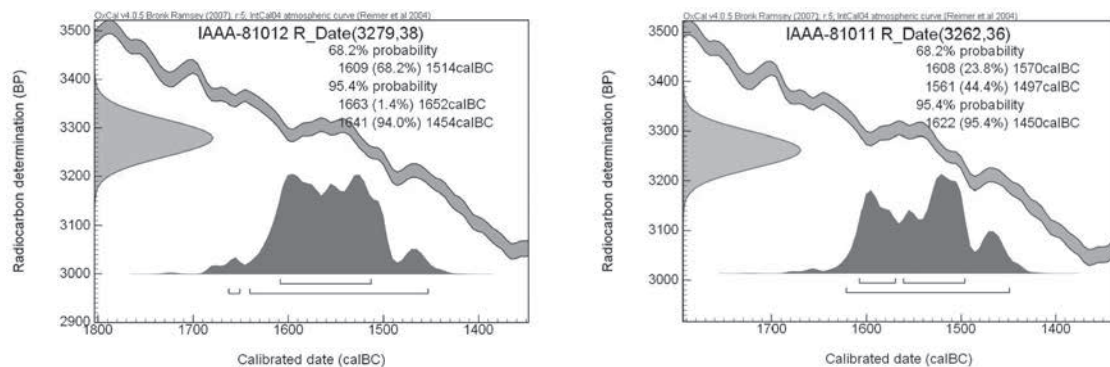 OxCal v4.0.5 Bronk Ramsey (2007); r:5; IntCal04 atmospheric curve (Reimer et al 2004)
IAAA-81012 R_Date(3279,38)
68.2% probability
1609 (68.2%) 1514calBC
95.4% probability
1663 (1.4%) 1652calBC
1641 (94.0%) 1454calBC
Radiocarbon determination (BP)
3500
3400
3300
3200
3100
3000
2900
1800
1700
1600
1500
1400
Calibrated date (calBC)
OxCal v4.0.5 Bronk Ramsey (2007); r:5; IntCal04 atmospheric curve (Reimer et al 2004)
IAAA-81011 R_Date(3262,36)
68.2% probability
1608 (23.8%) 1570calBC
1561 (44.4%) 1497calBC
95.4% probability
1622 (95.4%) 1450calBC
Radiocarbon determination (BP)
3500
3400
3300
3200
3100
3000
1700
1600
1500
1400
Calibrated date (calBC)